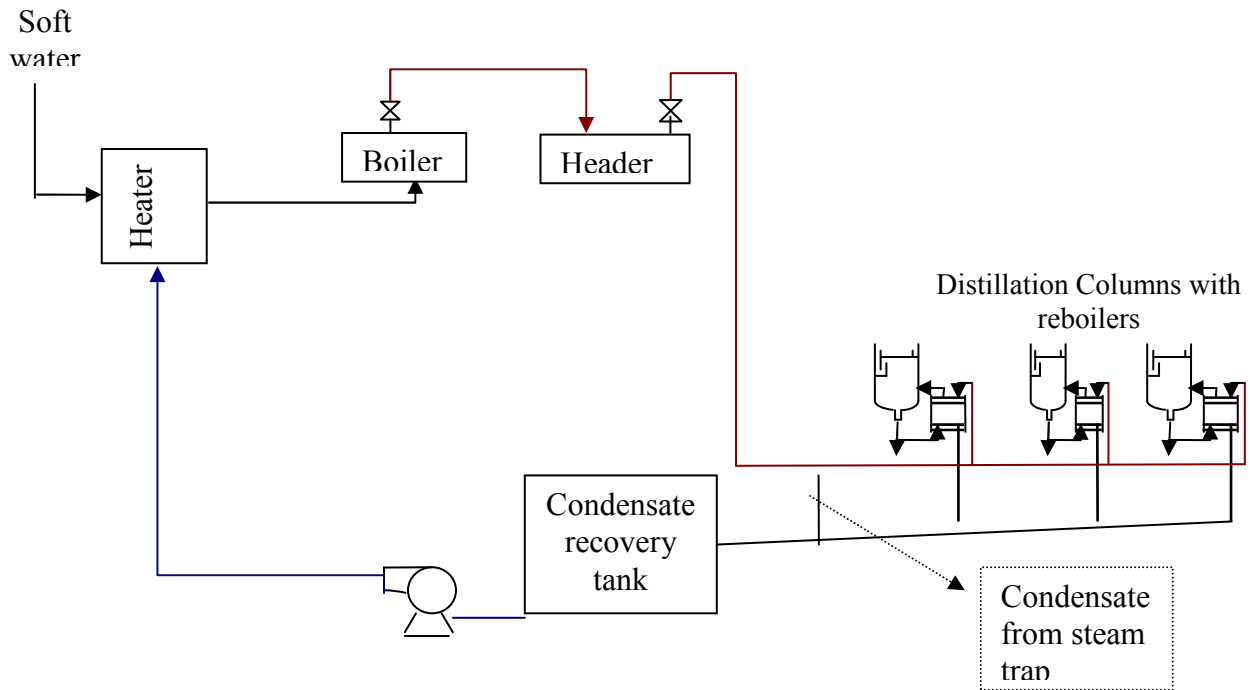 Soft
water
Boiler
Header
Heater
Distillation Columns with
reboilers
Condensate
recovery
tank
Condensate
from steam
trap